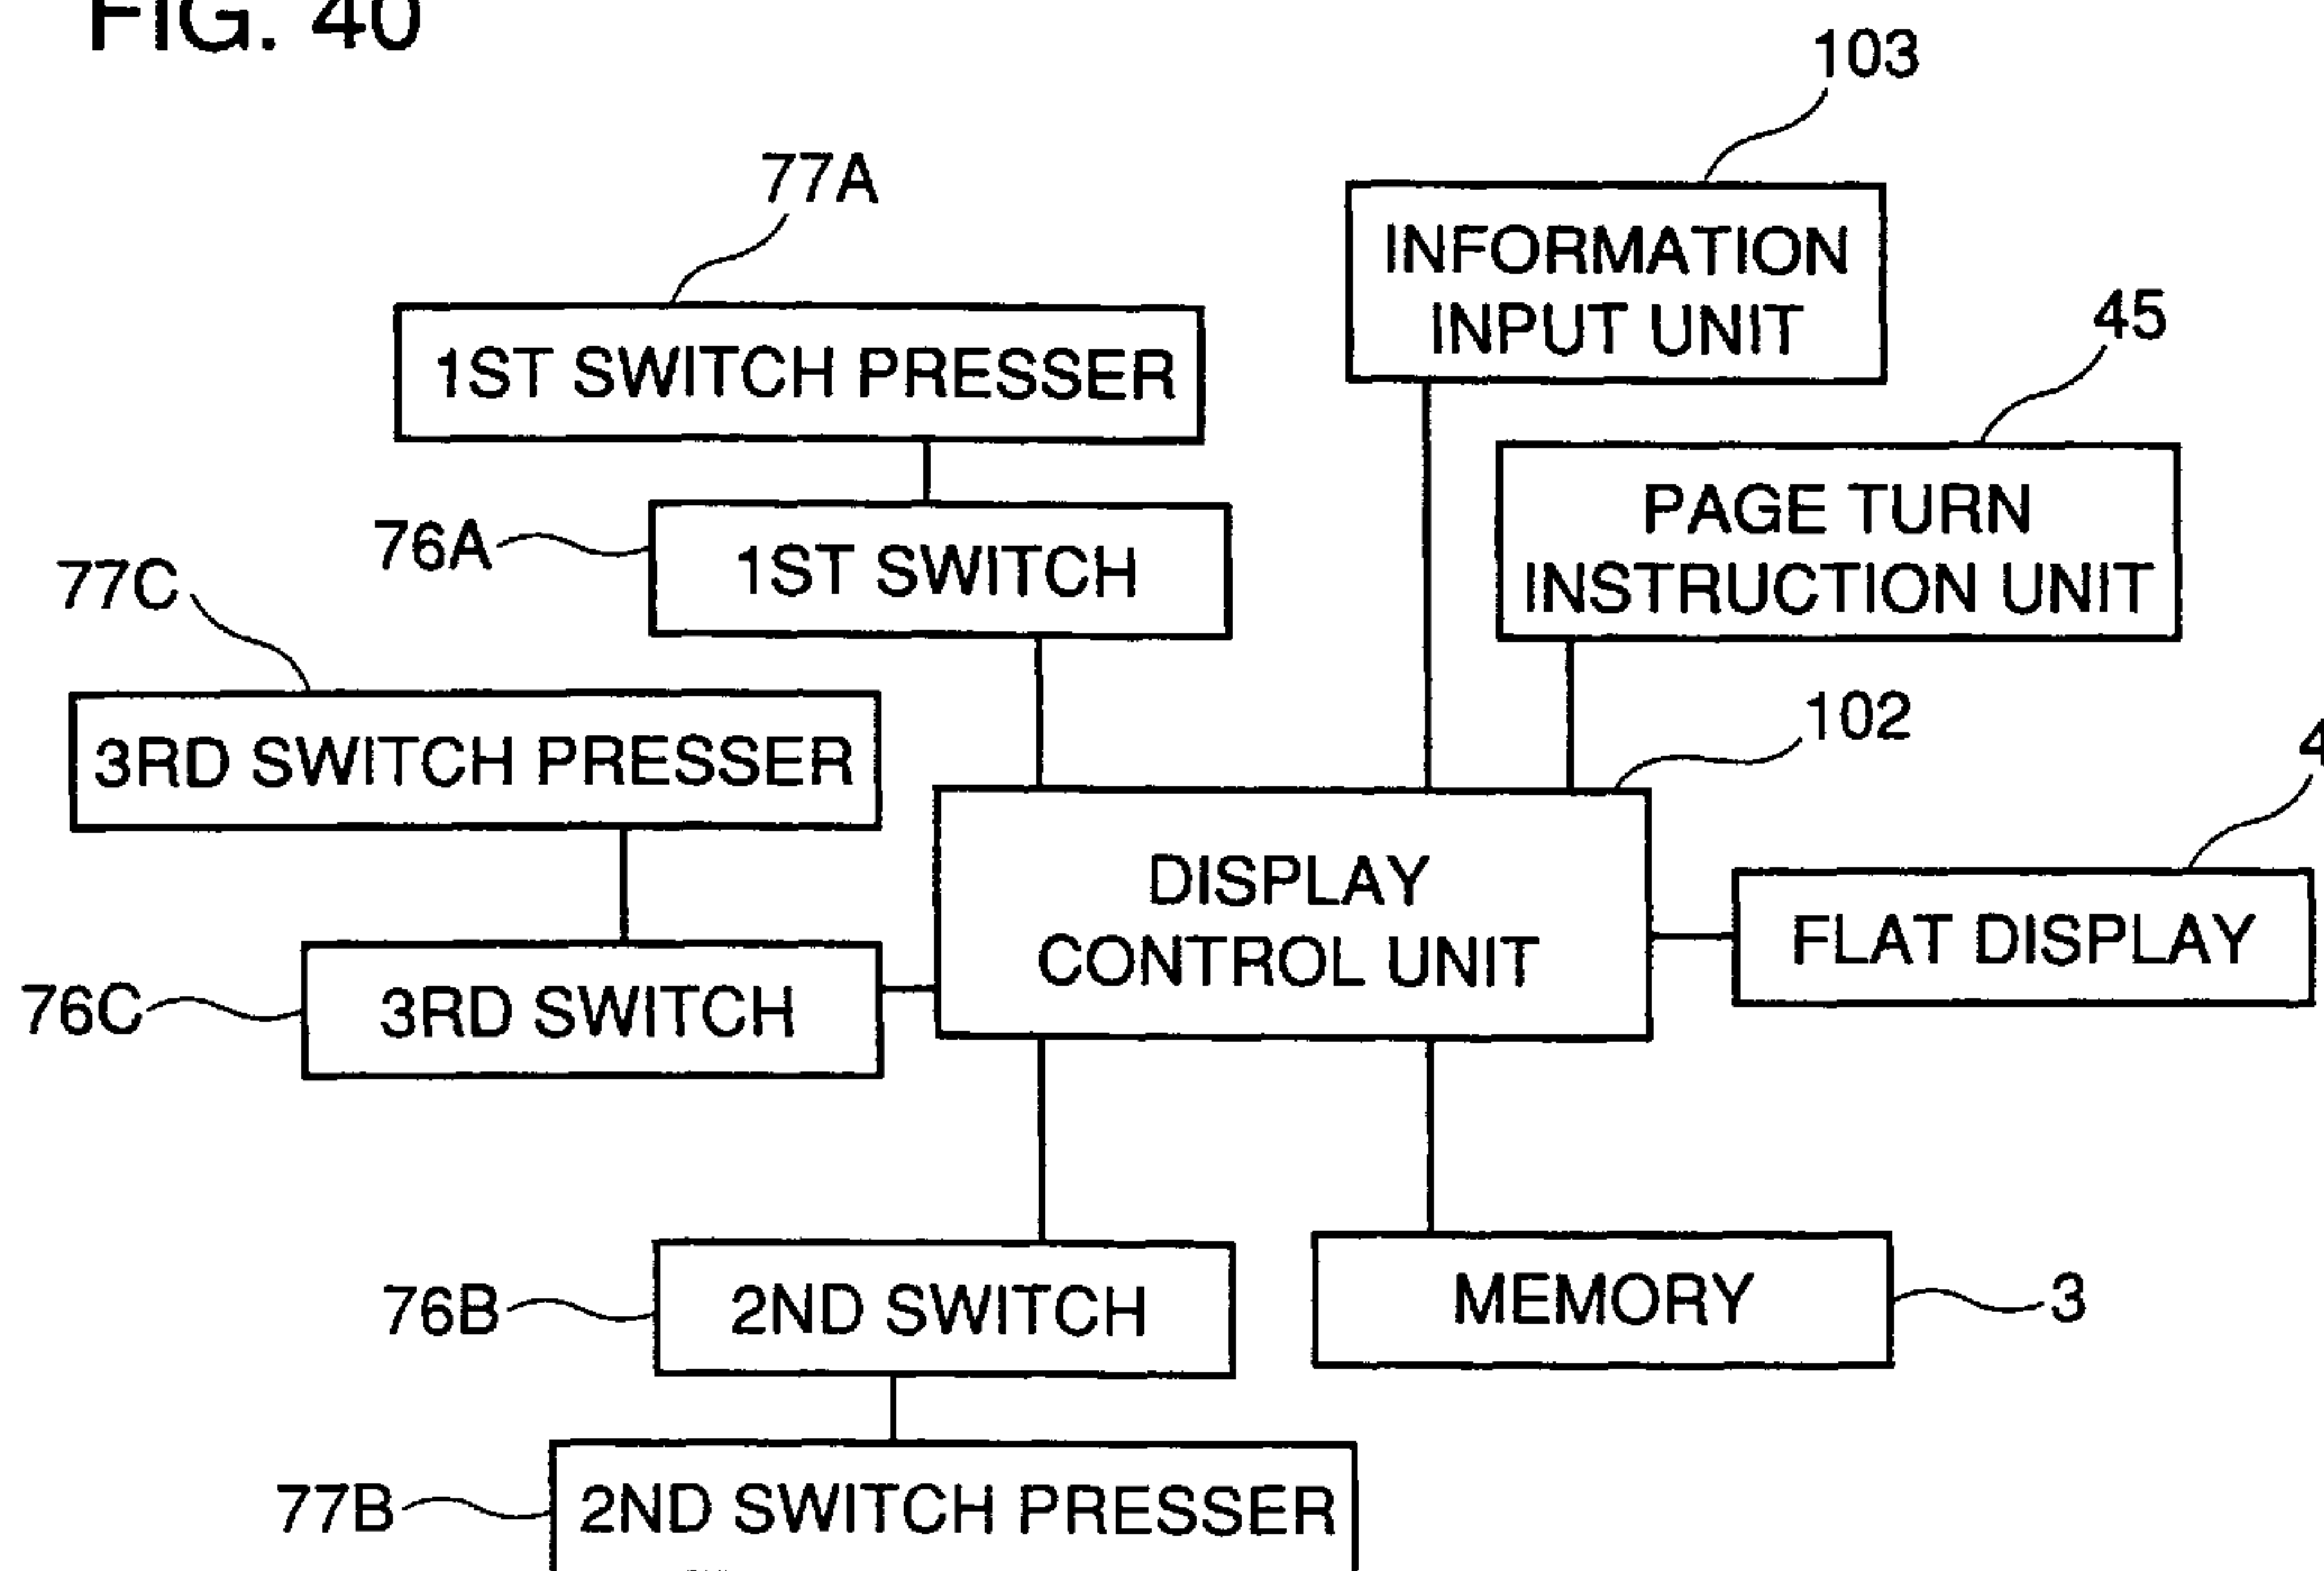 FIG. 40
103
77A
INFORMATION
INPUT UNIT
45
1ST SWITCH PRESSER
PAGE TURN
INSTRUCTION UNIT
76A
1ST SWITCH
77C
102
3RD SWITCH PRESSER
DISPLAY
CONTROL UNIT
FLAT DISPLAY
76C
3RD SWITCH
76B
2ND SWITCH
MEMORY
3
77B
2ND SWITCH PRESSER